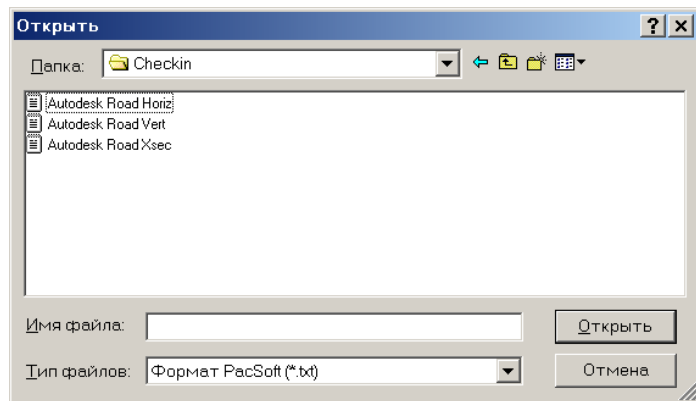 Открыть
Папка: Checkin
Autodesk Road Horiz
Autodesk Road Vert
Autodesk Road Xsec
Имя файла: Открыть
Тип файлов: Формат PacSoft (*.txt) Отмена